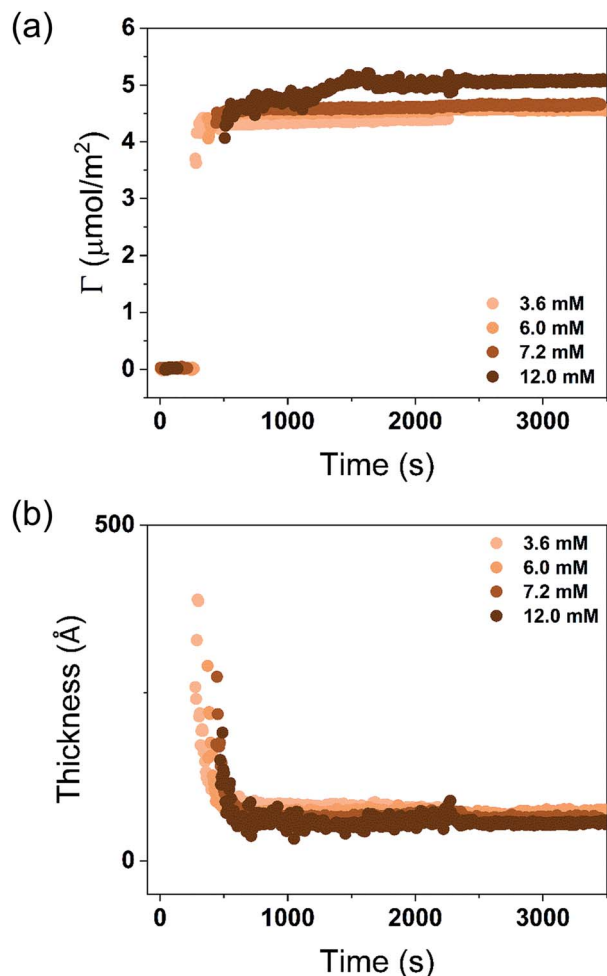 (a)
6
5
4
3
2
1
0
Γ (μmol/m²)
3.6 mM
6.0 mM
7.2 mM
12.0 mM
0 1000 2000 3000
Time (s)
(b)
500
0
Thickness (Å)
3.6 mM
6.0 mM
7.2 mM
12.0 mM
0 1000 2000 3000
Time (s)